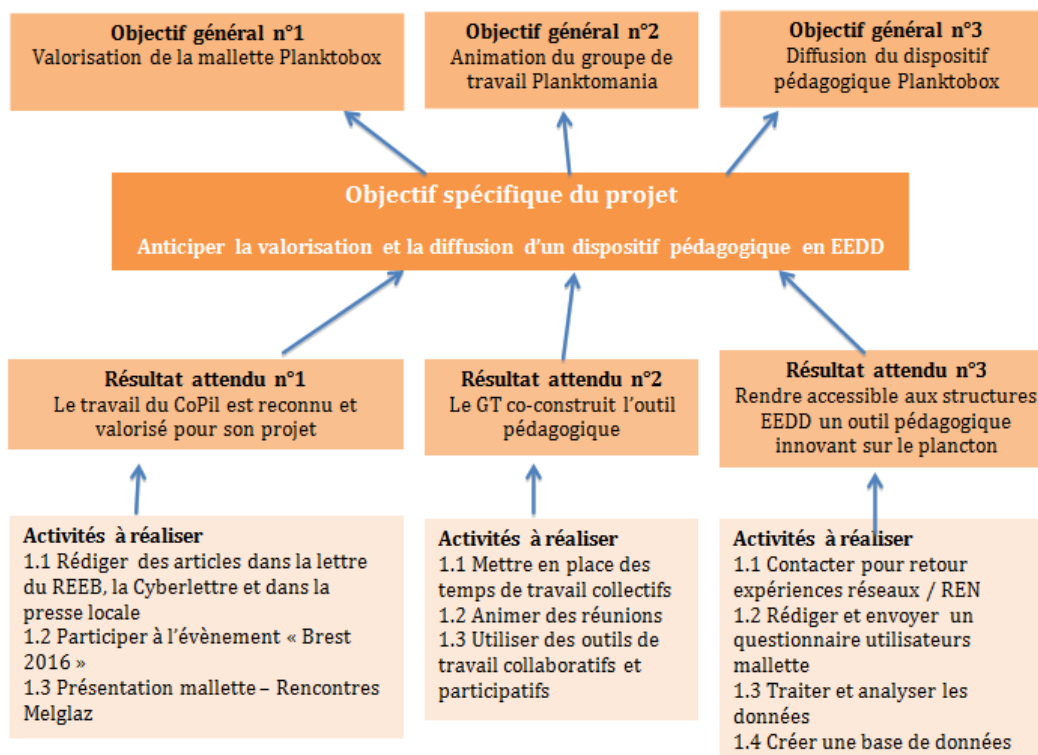 Objectif général n°1
Valorisation de la mallette Planktobox
Objectif général n°2
Animation du groupe de
travail Planktomania
Objectif général n°3
Diffusion du dispositif
pédagogique Planktobox
Objectif spécifique du projet
Anticiper la valorisation et la diffusion d'un dispositif pédagogique en EEDD
Résultat attendu n°1
Le travail du CoPil est reconnu et
valorisé pour son projet
Résultat attendu n°2
Le GT co-construit l'outil
pédagogique
Résultat attendu n°3
Rendre accessible aux structures
EEDD un outil pédagogique
innovant sur le plancton
Activités à réaliser
1.1 Rédiger des articles dans la lettre
du REEB, la Cyberlettre et dans la
presse locale
1.2 Participer à l'évènement « Brest
2016 »
1.3 Présentation mallette – Rencontres
Melglaz
Activités à réaliser
1.1 Mettre en place des
temps de travail collectifs
1.2 Animer des réunions
1.3 Utiliser des outils de
travail collaboratifs et
participatifs
Activités à réaliser
1.1 Contacter pour retour
expériences réseaux / REN
1.2 Rédiger et envoyer un
questionnaire utilisateurs
mallette
1.3 Traiter et analyser les
données
1.4 Créer une base de données